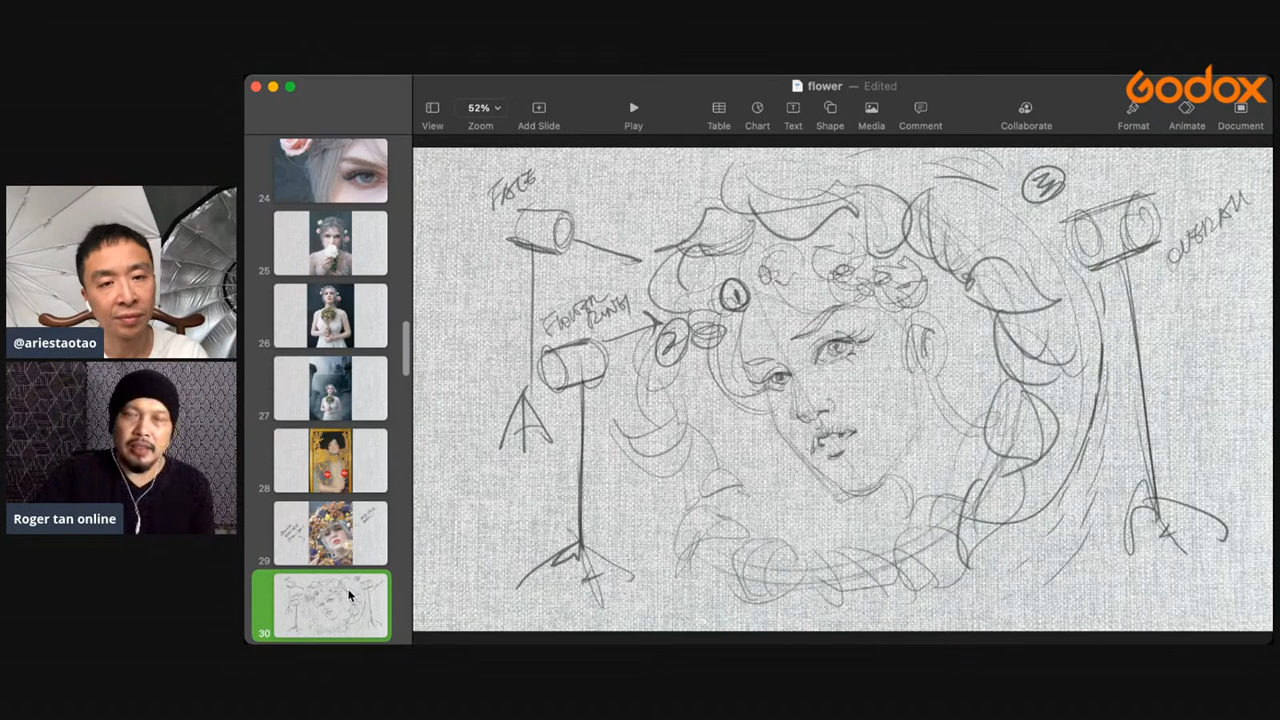 GODOX
flower — Edited
52%
View
Zoom
Add Slide
Play
Table
Chart
Text
Shape
Media
Comment
Collaborate
Format
Animate
Document
24
25
26
27
28
29
30
FACE
FLOWER
1
2
3
OVERALL
@ariestaotao
Roger tan online